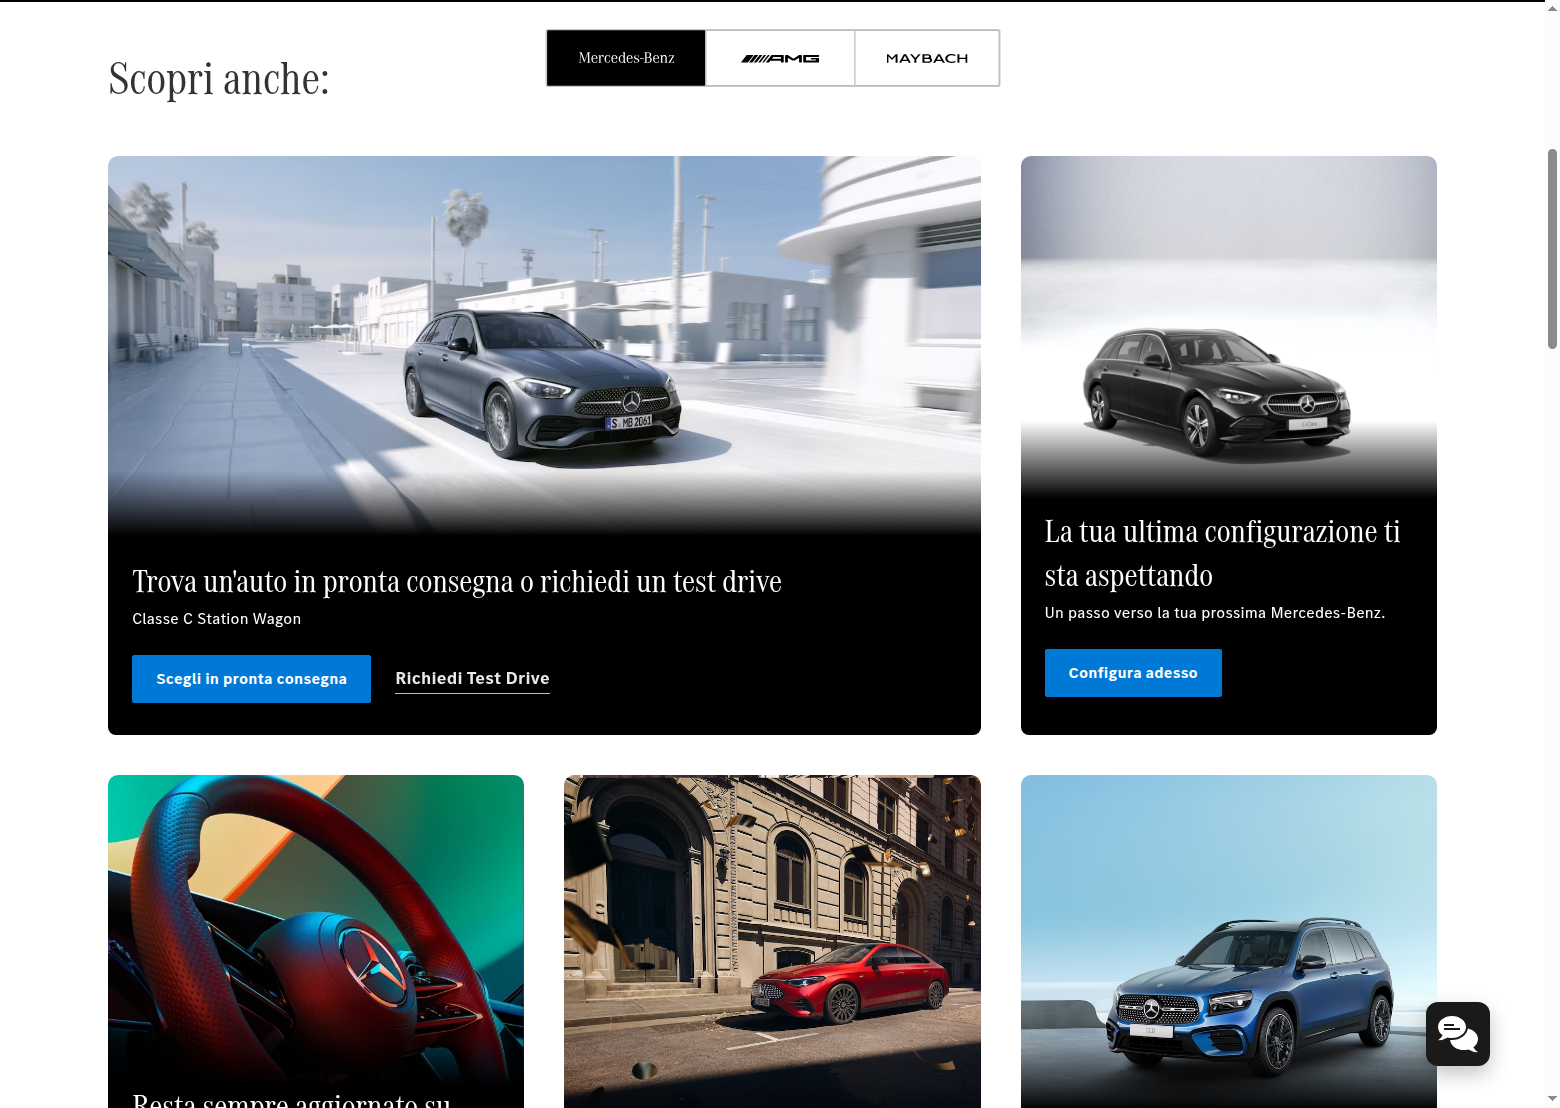 Scopri anche:
Mercedes-Benz
AMG
MAYBACH
S MB 2061
Trova un'auto in pronta consegna o richiedi un test drive
Classe C Station Wagon
Scegli in pronta consegna
Richiedi Test Drive
La tua ultima configurazione ti
sta aspettando
Un passo verso la tua prossima Mercedes-Benz.
Configura adesso
Resta sempre aggiornato su